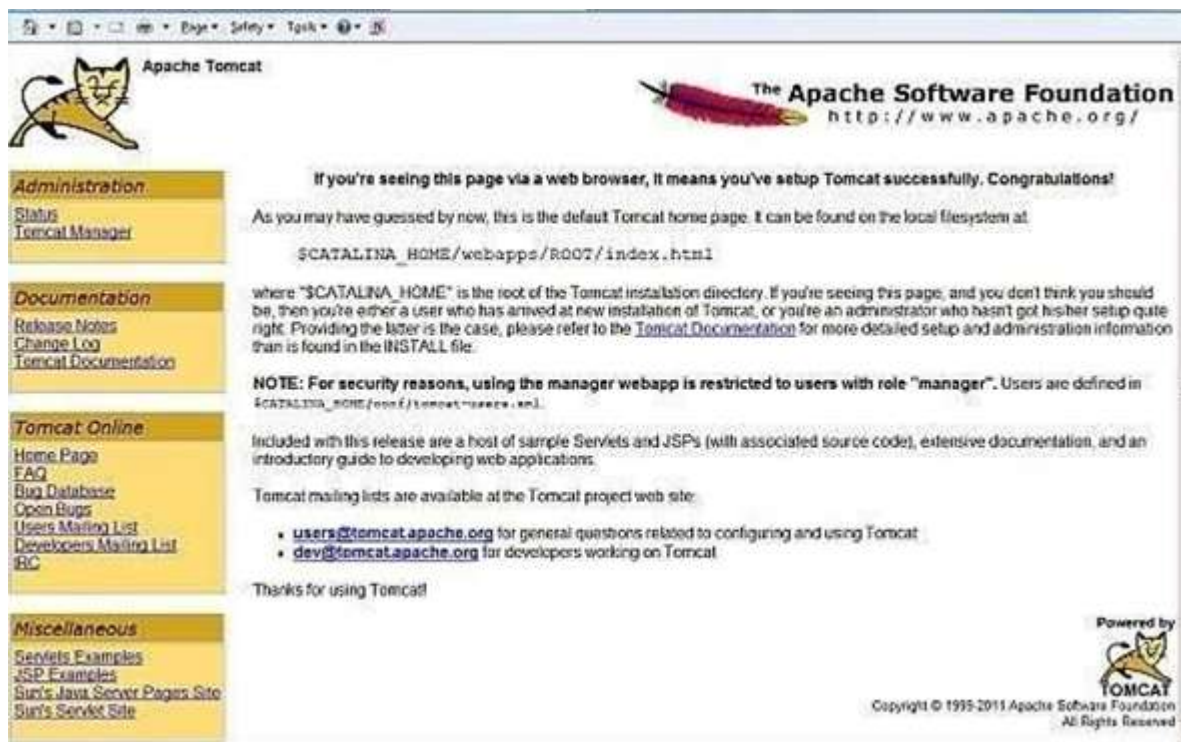 Page Safety Tools
Apache Tomcat
The Apache Software Foundation
http://www.apache.org/
Administration
Status
Tomcat Manager
Documentation
Release Notes
Change Log
Tomcat Documentation
Tomcat Online
Home Page
FAQ
Bug Database
Open Bugs
Users Mailing List
Developers Mailing List
IRC
Miscellaneous
Servlets Examples
JSP Examples
Sun's Java Server Pages Site
Sun's Servlet Site
If you're seeing this page via a web browser, it means you've setup Tomcat successfully. Congratulations!
As you may have guessed by now, this is the default Tomcat home page. It can be found on the local filesystem at:
$CATALINA_HOME/webapps/ROOT/index.html
where "$CATALINA_HOME" is the root of the Tomcat installation directory. If you're seeing this page, and you don't think you should
be, then you're either a user who has arrived at new installation of Tomcat, or you're an administrator who hasn't got his/her setup quite
right. Providing the latter is the case, please refer to the Tomcat Documentation for more detailed setup and administration information
than is found in the INSTALL file.
NOTE: For security reasons, using the manager webapp is restricted to users with role "manager". Users are defined in
$CATALINA_HOME/conf/tomcat-users.xml.
Included with this release are a host of sample Servlets and JSPs (with associated source code), extensive documentation, and an
introductory guide to developing web applications.
Tomcat mailing lists are available at the Tomcat project web site:
• users@tomcat.apache.org for general questions related to configuring and using Tomcat
• dev@tomcat.apache.org for developers working on Tomcat
Thanks for using Tomcat!
Powered by
TOMCAT
Copyright © 1999-2011 Apache Software Foundation
All Rights Reserved